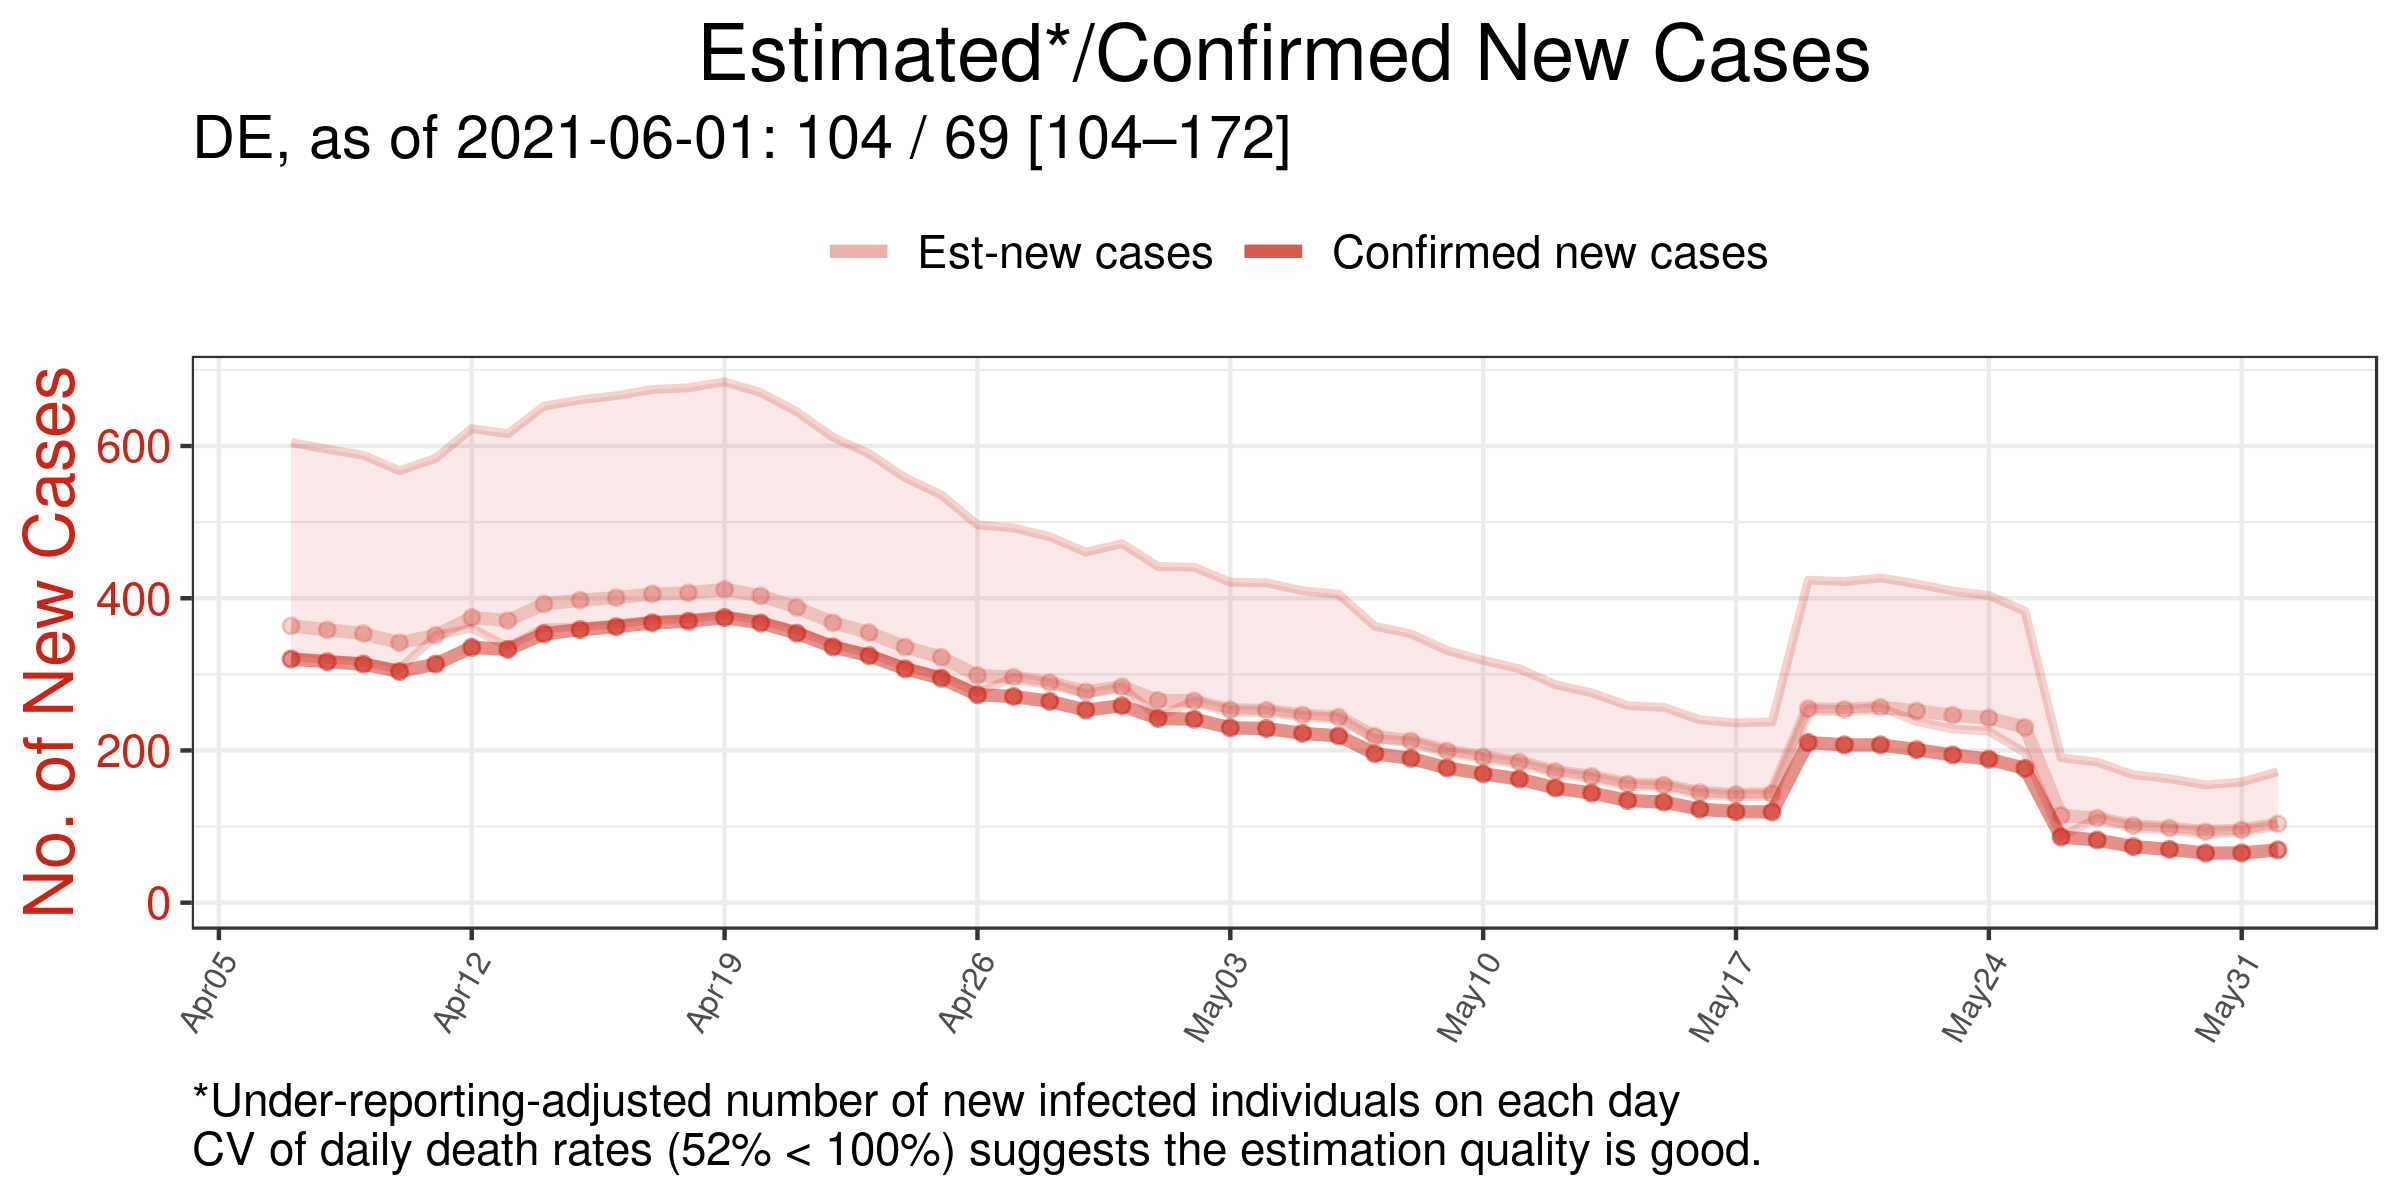 Estimated*/Confirmed New Cases
DE, as of 2021-06-01: 104 / 69 [104–172]
Est-new cases
Confirmed new cases
No. of New Cases
600
400
200
0
Apr05
Apr12
Apr19
Apr26
May03
May10
May17
May24
May31
*Under-reporting-adjusted number of new infected individuals on each day
CV of daily death rates (52% < 100%) suggests the estimation quality is good.